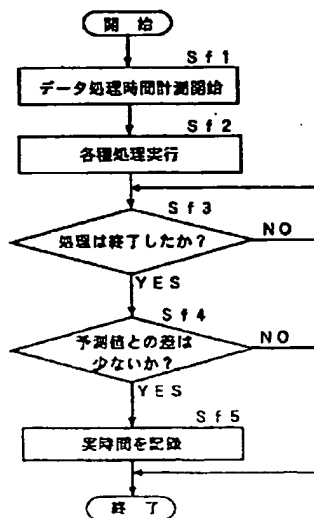 開 始
Sf1
データ処理時間計測開始
Sf2
各種処理実行
Sf3
処理は終了したか?
NO
YES
Sf4
予測値との差は
少ないか?
NO
YES
Sf5
実時間を記録
終 了